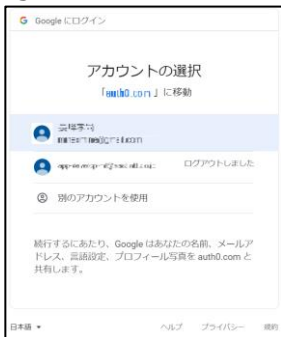 Google にログイン
アカウントの選択
「auth0.com」に移動
ログアウトしました
別のアカウントを使用
続行するにあたり、Google はあなたの名前、メールア
ドレス、言語設定、プロフィール写真を auth0.com と
共有します。
日本語
ヘルプ プライバシー 規約